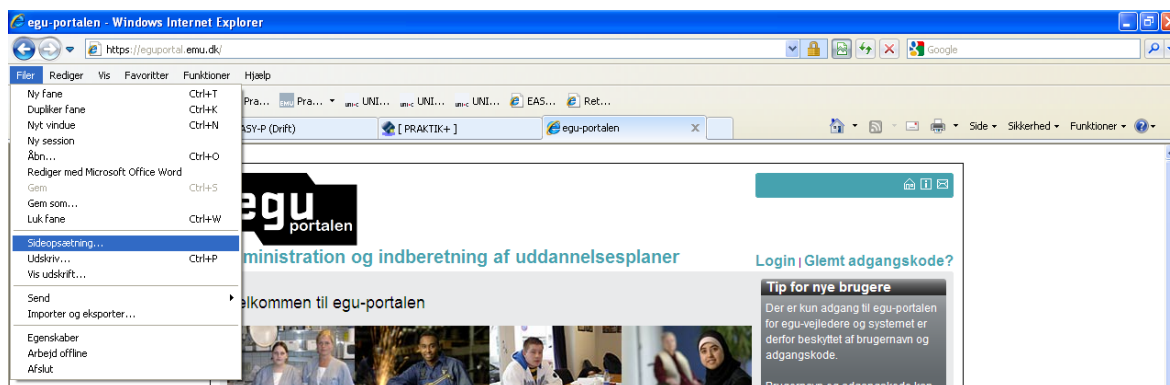 egu-portalen - Windows Internet Explorer
https://eguportal.emu.dk/
Google
Filer Rediger Vis Favoritter Funktioner Hjælp
Ny fane Ctrl+T
Dupliker fane Ctrl+K
Nyt vindue Ctrl+N
Ny session
Åbn... Ctrl+O
Rediger med Microsoft Office Word
Gem Ctrl+S
Gem som...
Luk fane Ctrl+W
Sideopsætning...
Udskriv... Ctrl+P
Vis udskrift...
Send
Importer og eksporter...
Egenskaber
Arbejd offline
Afslut
Pra... EMU Pra... uni-c UNI... uni-c UNI... uni-c UNI... EAS... Ret...
ASY-P (Drift) [ PRAKTIK+ ] egu-portalen X
Side Sikkerhed Funktioner
egu
portalen
ministration og indberetning af uddannelsesplaner
Login | Glemt adgangskode?
elkommen til egu-portalen
Tip for nye brugere
Der er kun adgang til egu-portalen
for egu-vejledere og systemet er
derfor beskyttet af brugernavn og
adgangskode.